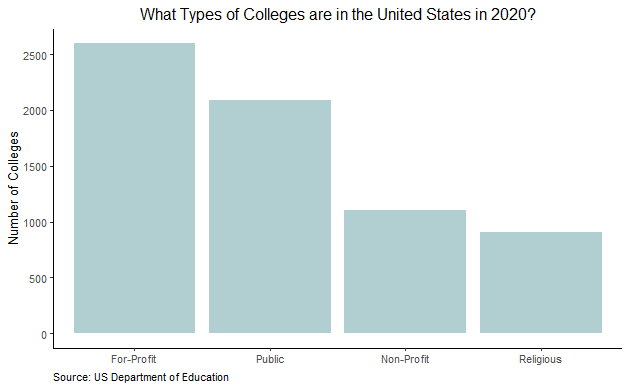 What Types of Colleges are in the United States in 2020?
Number of Colleges
2500
2000
1500
1000
500
0
For-Profit Public Non-Profit Religious
Source: US Department of Education